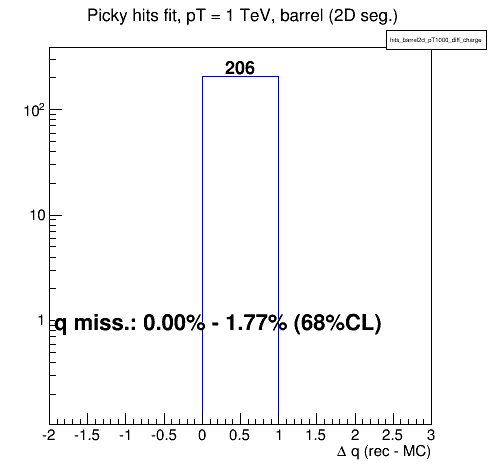 Picky hits fit, pT = 1 TeV, barrel (2D seg.)
hits_barrel2d_pT1000_diff_charge
206
10²
10
1
q miss.: 0.00% - 1.77% (68%CL)
-2 -1.5 -1 -0.5 0 0.5 1 1.5 2 2.5 3
Δ q (rec - MC)